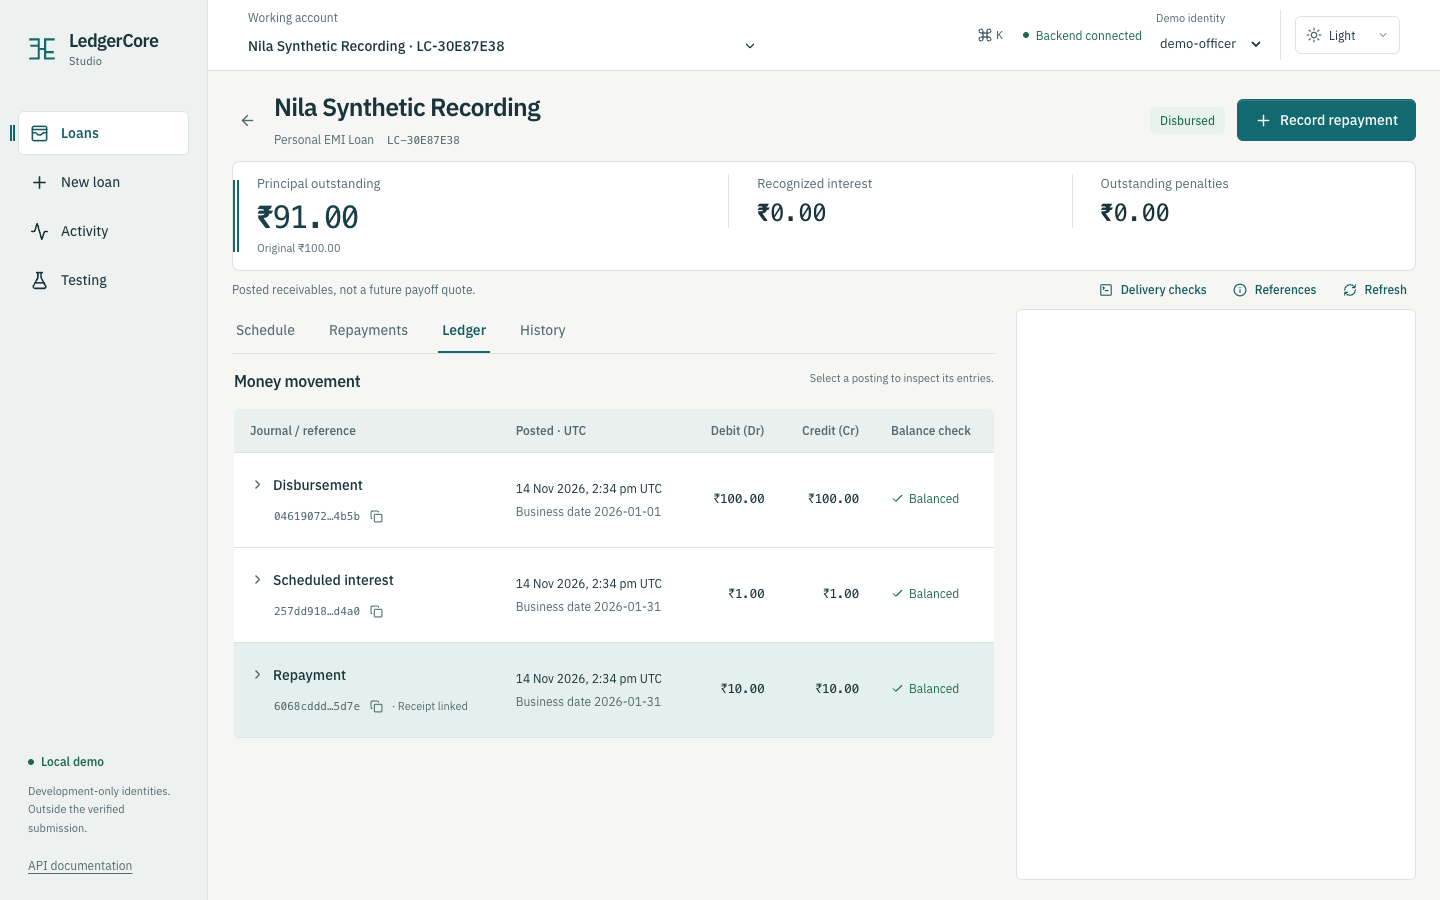 LedgerCore
Studio
Loans
New loan
Activity
Testing
Local demo
Development-only identities.
Outside the verified
submission.
API documentation
Working account
Nila Synthetic Recording · LC-30E87E38
⌘ K
Backend connected
Demo identity
demo-officer
Light
Nila Synthetic Recording
Personal EMI Loan LC-30E87E38
Disbursed
Record repayment
Principal outstanding
₹91.00
Original ₹100.00
Recognized interest
₹0.00
Outstanding penalties
₹0.00
Posted receivables, not a future payoff quote.
Delivery checks References Refresh
Schedule Repayments Ledger History
Money movement
Select a posting to inspect its entries.
Journal / reference Posted · UTC Debit (Dr) Credit (Cr) Balance check
Disbursement
04619072…4b5b
14 Nov 2026, 2:34 pm UTC
Business date 2026-01-01
₹100.00 ₹100.00 Balanced
Scheduled interest
257dd918…d4a0
14 Nov 2026, 2:34 pm UTC
Business date 2026-01-31
₹1.00 ₹1.00 Balanced
Repayment
6068cddd…5d7e · Receipt linked
14 Nov 2026, 2:34 pm UTC
Business date 2026-01-31
₹10.00 ₹10.00 Balanced